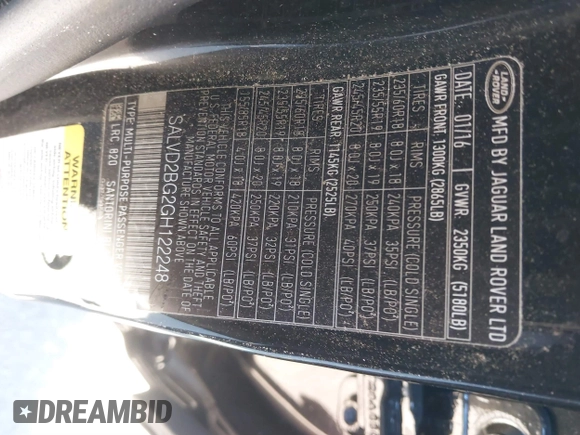 LAND
ROVER
MFD BY JAGUAR LAND ROVER LTD
DATE: 01/16 GVWR. 2350KG (5180LB)
GAWR FRONT: 1300KG (2865LB)
TIRES RIMS PRESSURE (COLD SINGLE)
235/60R18 8.0J x 18 240KPA 35PSI (LB/PO²)
235/55R19 8.0J x 19 250KPA 37PSI (LB/PO²)
245/45R20 8.0J x 20 270KPA 40PSI (LB/PO²)
GAWR REAR: 1145KG (2525LB)
TIRES RIMS PRESSURE (COLD SINGLE)
235/60R18 8.0J x 18 210KPA 31PSI (LB/PO²)
235/55R19 8.0J x 19 220KPA 32PSI (LB/PO²)
245/45R20 8.0J x 20 250KPA 37PSI (LB/PO²)
4.0J x 18 420KPA 60PSI (LB/PO²)
THIS VEHICLE CONFORMS TO ALL APPLICABLE
U.S. FEDERAL MOTOR VEHICLE SAFETY AND THEFT
PREVENTION STANDARDS IN EFFECT ON THE DATE OF
MANUFACTURE SHOWN ABOVE
SALVD2BG2GH122248
TYPE: MULTI-PURPOSE PASSENGER
LRC 820
WARNING
ATTENTION
DREAMBID